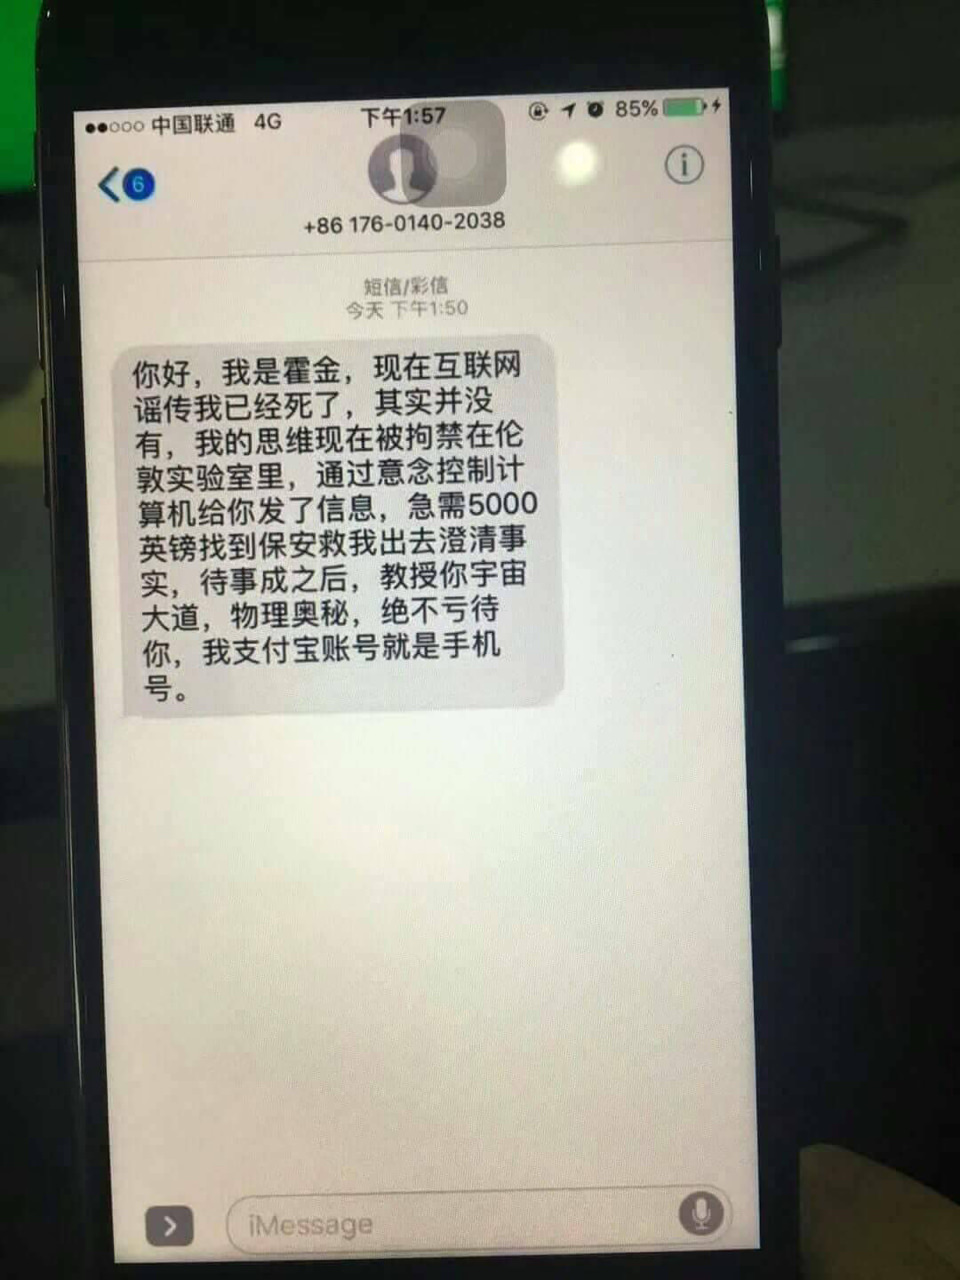 ●●○○○ 中国联通 4G 下午1:57 85%
6
+86 176-0140-2038
短信/彩信
今天 下午1:50
你好，我是霍金，现在互联网
谣传我已经死了，其实并没
有，我的思维现在被拘禁在伦
敦实验室里，通过意念控制计
算机给你发了信息，急需5000
英镑找到保安救我出去澄清事
实，待事成之后，教授你宇宙
大道，物理奥秘，绝不亏待
你，我支付宝账号就是手机
号。
iMessage